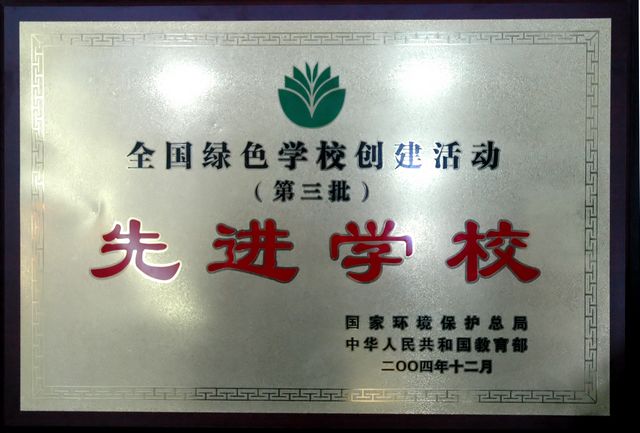 全国绿色学校创建活动
（第三批）
先进学校
国家环境保护总局
中华人民共和国教育部
二〇〇四年十二月